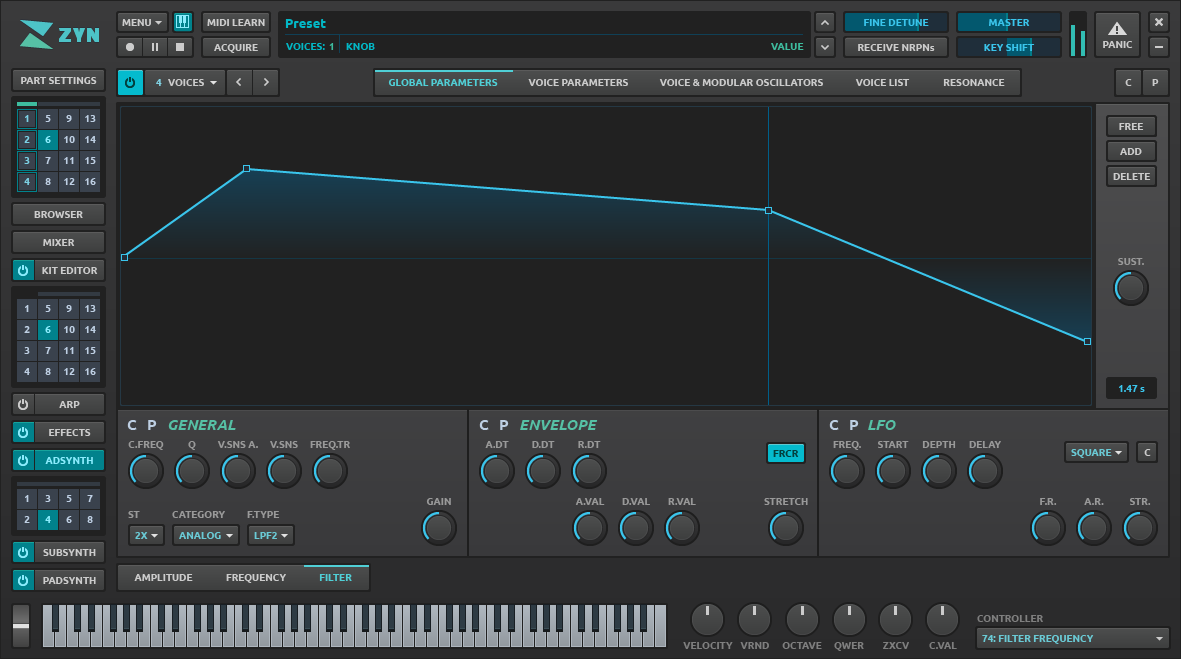 ZYN
MENU
MIDI LEARN
ACQUIRE
Preset
VOICES: 1 KNOB VALUE
FINE DETUNE MASTER
RECEIVE NRPNs KEY SHIFT
PANIC
PART SETTINGS
4 VOICES
GLOBAL PARAMETERS VOICE PARAMETERS VOICE & MODULAR OSCILLATORS VOICE LIST RESONANCE
C P
1 5 9 13
2 6 10 14
3 7 11 15
4 8 12 16
BROWSER
MIXER
KIT EDITOR
1 5 9 13
2 6 10 14
3 7 11 15
4 8 12 16
ARP
EFFECTS
ADSYNTH
1 3 5 7
2 4 6 8
SUBSYNTH
PADSYNTH
FREE
ADD
DELETE
SUST.
1.47 s
C P GENERAL
C.FREQ Q V.SNS A. V.SNS FREQ.TR
GAIN
ST CATEGORY F.TYPE
2X ANALOG LPF2
C P ENVELOPE
A.DT D.DT R.DT
FRCR
A.VAL D.VAL R.VAL STRETCH
C P LFO
FREQ. START DEPTH DELAY
SQUARE C
F.R. A.R. STR.
AMPLITUDE FREQUENCY FILTER
VELOCITY VRND OCTAVE QWER ZXCV C.VAL
CONTROLLER
74: FILTER FREQUENCY